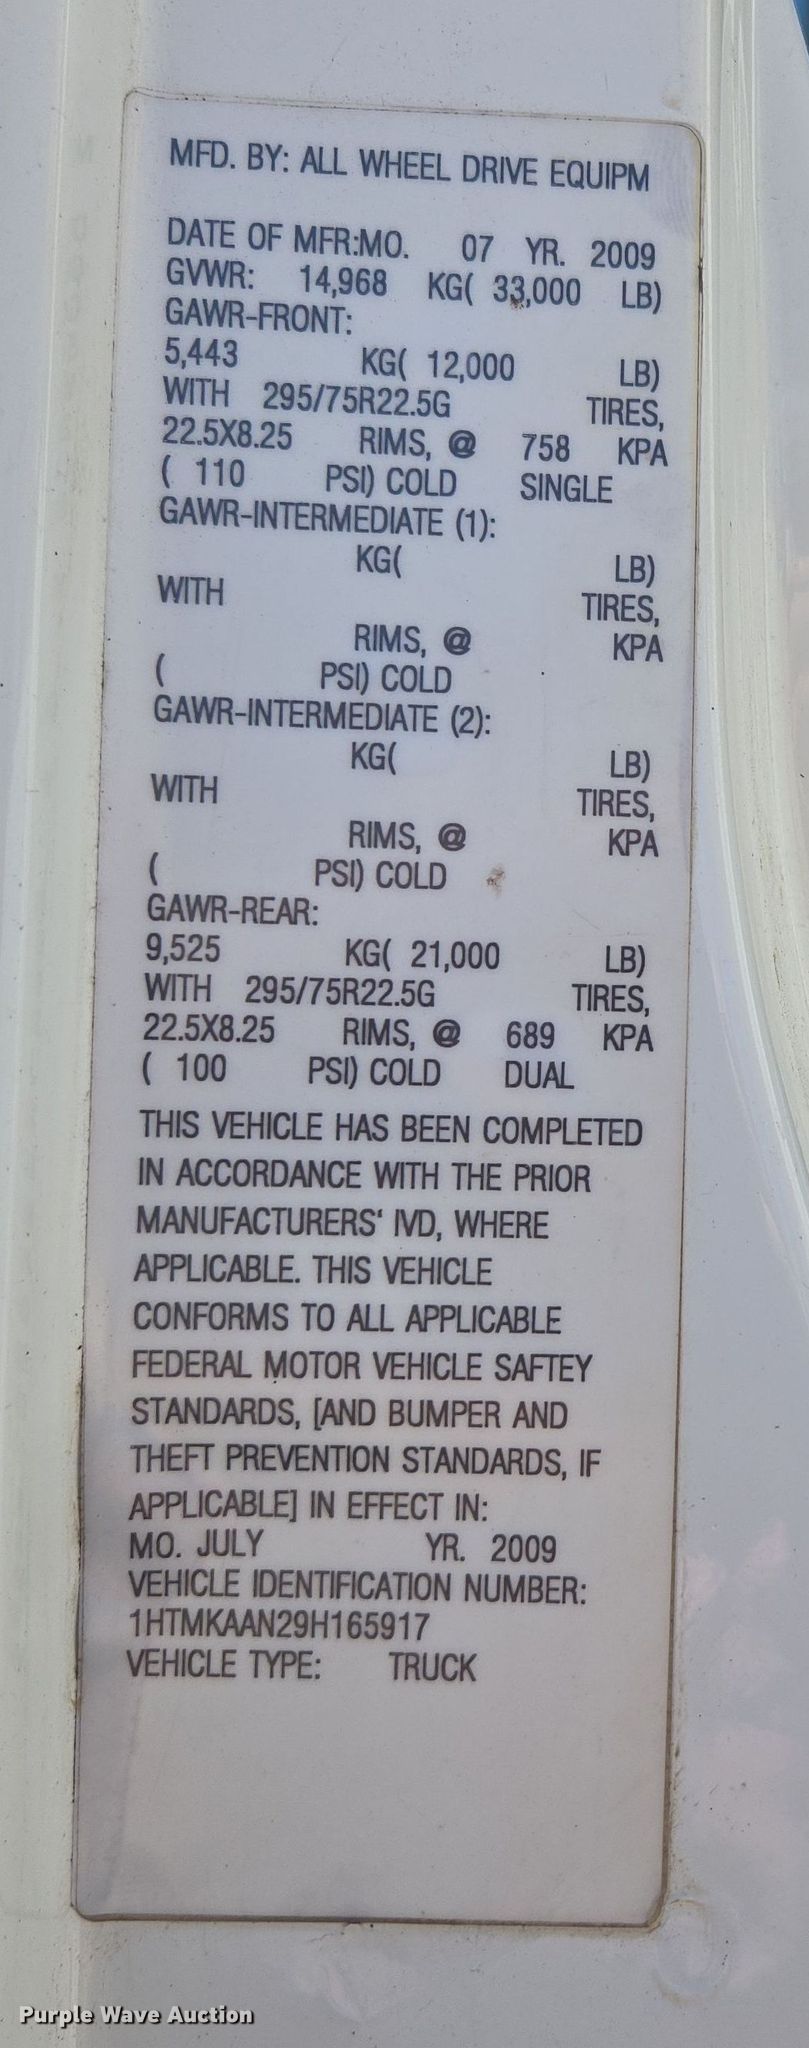 MFD. BY: ALL WHEEL DRIVE EQUIPM
DATE OF MFR:MO. 07 YR. 2009
GVWR: 14,968 KG( 33,000 LB)
GAWR-FRONT:
5,443 KG( 12,000 LB)
WITH 295/75R22.5G TIRES,
22.5X8.25 RIMS, @ 758 KPA
( 110 PSI) COLD SINGLE
GAWR-INTERMEDIATE (1):
KG( LB)
WITH TIRES,
RIMS, @ KPA
( PSI) COLD
GAWR-INTERMEDIATE (2):
KG( LB)
WITH TIRES,
RIMS, @ KPA
( PSI) COLD
GAWR-REAR:
9,525 KG( 21,000 LB)
WITH 295/75R22.5G TIRES,
22.5X8.25 RIMS, @ 689 KPA
( 100 PSI) COLD DUAL
THIS VEHICLE HAS BEEN COMPLETED
IN ACCORDANCE WITH THE PRIOR
MANUFACTURERS' IVD, WHERE
APPLICABLE. THIS VEHICLE
CONFORMS TO ALL APPLICABLE
FEDERAL MOTOR VEHICLE SAFTEY
STANDARDS, [AND BUMPER AND
THEFT PREVENTION STANDARDS, IF
APPLICABLE] IN EFFECT IN:
MO. JULY YR. 2009
VEHICLE IDENTIFICATION NUMBER:
1HTMKAAN29H165917
VEHICLE TYPE: TRUCK
Purple Wave Auction